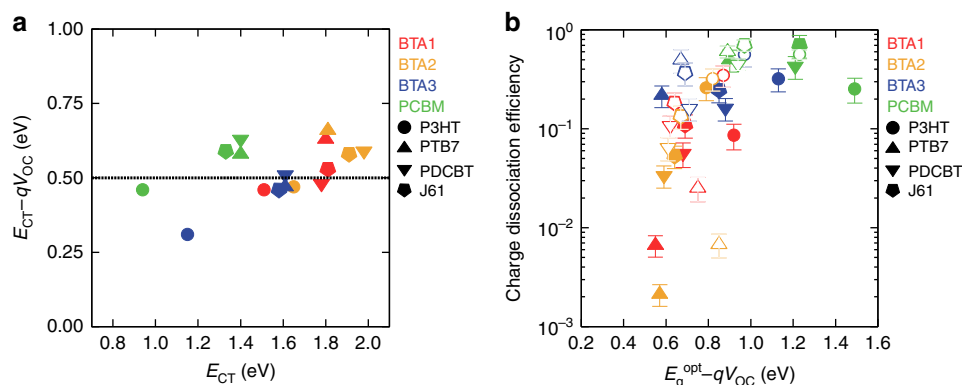 a
1.00
0.75
0.50
0.25
0.00
E_CT−qV_OC (eV)
0.8 1.0 1.2 1.4 1.6 1.8 2.0
E_CT (eV)
BTA1
BTA2
BTA3
PCBM
P3HT
PTB7
PDCBT
J61
b
10^0
10^−1
10^−2
10^−3
Charge dissociation efficiency
0.4 0.6 0.8 1.0 1.2 1.4 1.6
E_g^opt−qV_OC (eV)
BTA1
BTA2
BTA3
PCBM
P3HT
PTB7
PDCBT
J61